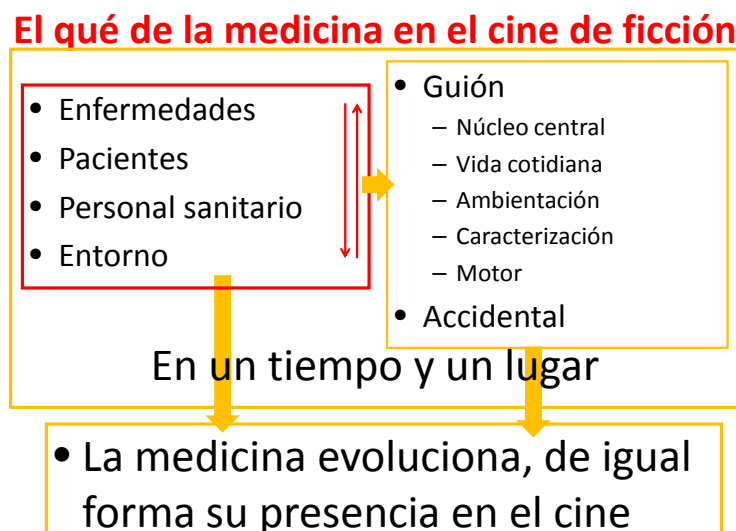 El qué de la medicina en el cine de ficción
• Enfermedades
• Pacientes
• Personal sanitario
• Entorno
• Guión
– Núcleo central
– Vida cotidiana
– Ambientación
– Caracterización
– Motor
• Accidental
En un tiempo y un lugar
• La medicina evoluciona, de igual
forma su presencia en el cine